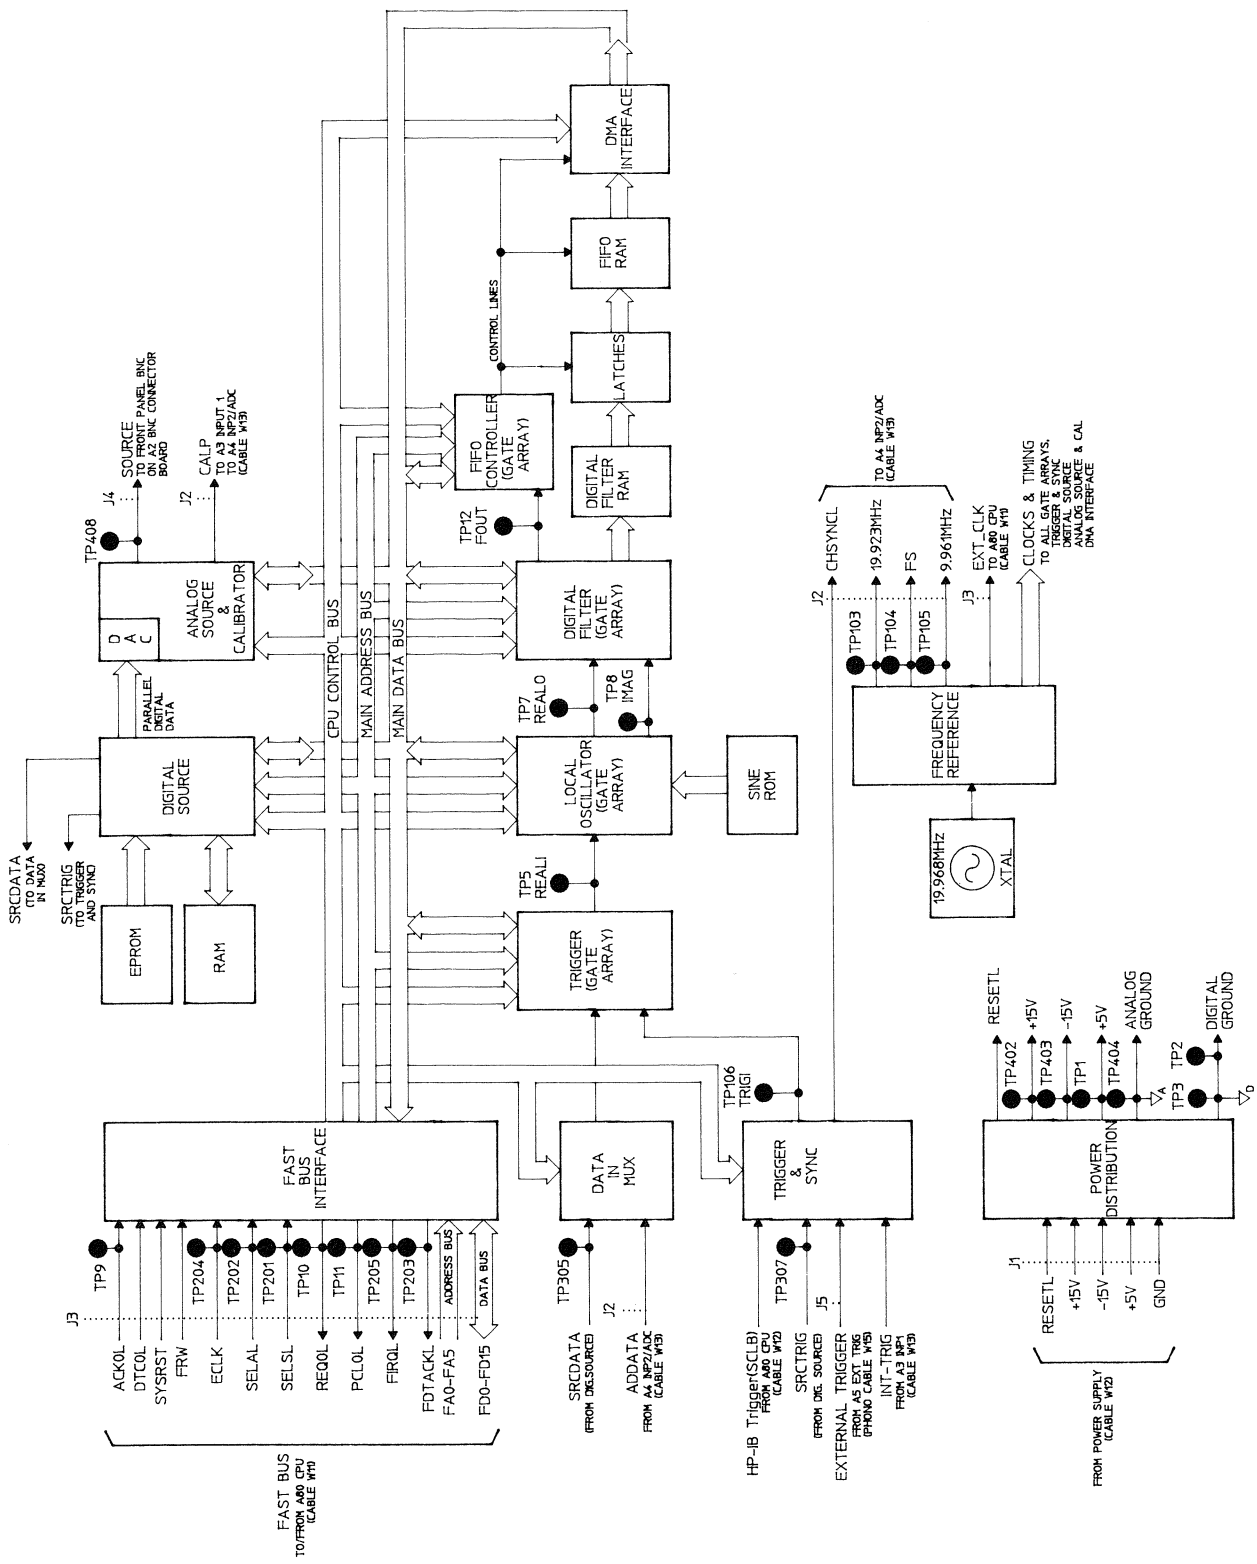 FAST BUS
TO/FROM A80 CPU
(CABLE W11)
J3
ACK0L
DTC0L
SYSRST
FRW
ECLK
SELAL
SELSL
REQ0L
PCL0L
FIRQL
FDTACKL
FA0-FA5
FD0-FD15
TP9
TP204
TP202
TP201
TP10
TP11
TP205
TP203
ADDRESS BUS
DATA BUS
FAST
BUS
INTERFACE
SRCDATA
(TO DATA
IN MUX)
SRCTRIG
(TO TRIGGER
AND SYNC)
EPROM
RAM
DIGITAL
SOURCE
PARALLEL
DIGITAL
DATA
D
A
C
ANALOG
SOURCE
&
CALIBRATOR
TP408
J4
SOURCE
TO FRONT PANEL BNC
ON A2 BNC CONNECTOR
BOARD
J2
CALP
TO A3 INPUT 1
TO A4 INP2/ADC
(CABLE W13)
CPU CONTROL BUS
MAIN ADDRESS BUS
MAIN DATA BUS
SRCDATA
(FROM DIG.SOURCE)
TP305
J2
ADDATA
FROM A4 INP2/ADC
(CABLE W13)
DATA
IN
MUX
TRIGGER
(GATE
ARRAY)
TP5
REALI
LOCAL
OSCILLATOR
(GATE
ARRAY)
SINE
ROM
TP7
REALO
TP8
IMAG
DIGITAL
FILTER
(GATE
ARRAY)
TP12
FOUT
FIFO
CONTROLLER
(GATE
ARRAY)
CONTROL LINES
DIGITAL
FILTER
RAM
LATCHES
FIFO
RAM
DMA
INTERFACE
HP-IB Trigger(SCLB)
FROM A80 CPU
(CABLE W12)
TP307
SRCTRIG
(FROM DIG. SOURCE)
J5
EXTERNAL TRIGGER
FROM A5 EXT TRIG
(PHONO CABLE W15)
INT-TRIG
FROM A3 INP1
(CABLE W13)
TRIGGER
&
SYNC
TP106
TRIGI
19.968MHz
XTAL
FREQUENCY
REFERENCE
TP103
TP104
TP105
J2
CHSYNCL
19.923MHz
FS
9.961MHz
TO A4 INP2/ADC
(CABLE W13)
J3
EXT_CLK
TO A80 CPU
(CABLE W11)
CLOCKS & TIMING
TO ALL GATE ARRAYS,
TRIGGER & SYNC
DIGITAL SOURCE
ANALOG SOURCE & CAL
DMA INTERFACE
FROM POWER SUPPLY
(CABLE W12)
J1
RESETL
+15V
-15V
+5V
GND
POWER
DISTRIBUTION
RESETL
TP402
+15V
TP403
-15V
TP1
+5V
TP404
ANALOG
GROUND
A
TP3
TP2
DIGITAL
GROUND
D